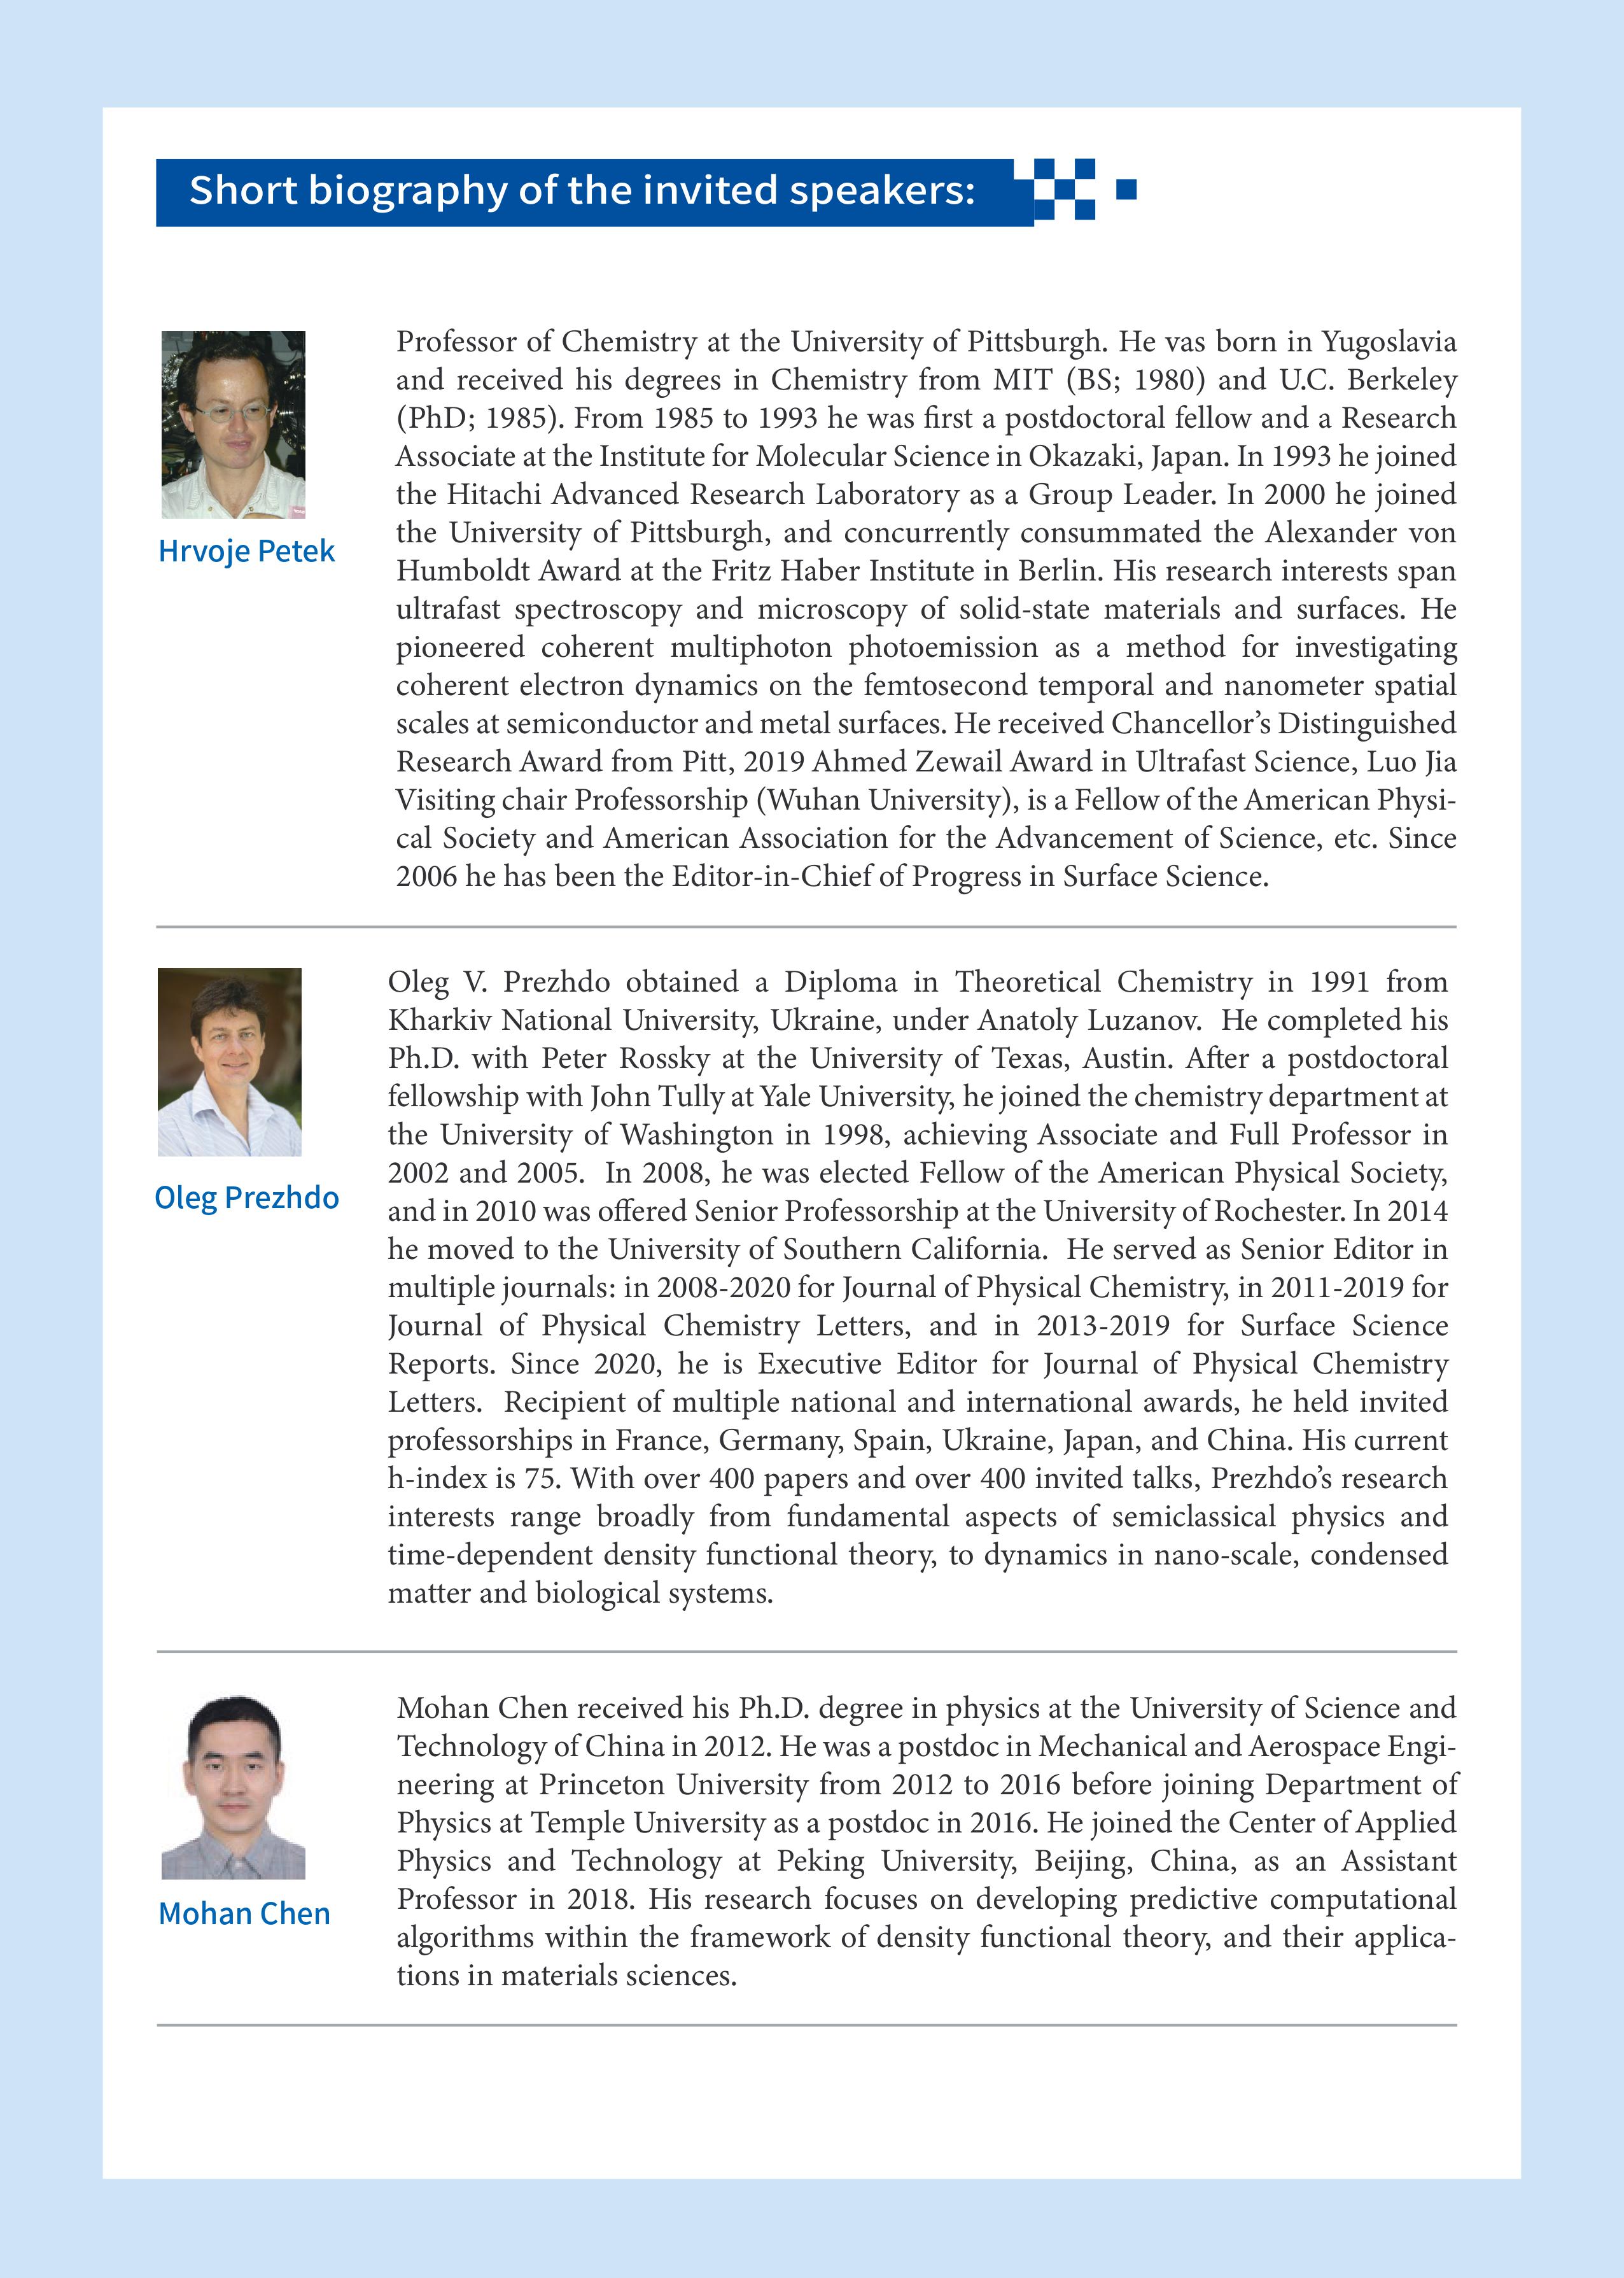 Short biography of the invited speakers:
Professor of Chemistry at the University of Pittsburgh. He vas born in Yugoslavia
and received his degrees in Chemistry from MIT (BS; 1980) and U.C. Berkeley
(PhD; 1985). From 1985 to 1993 he was first a postdoctoral fellow and a Research
Associate at the Institute for Molecular Science in Okazaki, Japan. In 1993 he joined
the Hitachi Advanced Research Laboratory as a Group Leader. In 2000 he joined
the University of Pittsburgh, and concurrently consummated the Alexander von
Humboldt Award at the Fritz Haber Institute in Berlin. His research interests span
ultrafast spectroscopy and microscopy of solid-state materials and surfaces. He
pioneered coherent multiphoton photoemission as a method for investigating
coherent electron dynamics on the femtosecond temporal and nanometer spatial
scales at semiconductor and metal surfaces. He received Chancellor’s Distinguished
Research Award from Pitt, 2019 Ahmed Zewail Award in Ultrafast Science, Luo Jia
Visiting chair Professorship (Wuhan University), is a Fellow of the American Physi-
cal Society and American Association for the Advancement of Science, etc. Since
2006 he has been the Editor-in-Chief of Progress in Surface Science.
Hrvoje Petek
Oleg V. Prezhdo obtained a Diploma in Theoretical Chemistry in 1991 from
Kharkiv National University, Ukraine, under Anatoly Luzanov. He completed his
Ph.D. with Peter Rossky at the University of Texas, Austin. After a postdoctoral
fellowship with John Tully at Yale University, he joined the chemistry department at
the University of Washington in 1998, achieving Associate and Full Professor in
2002 and 2005. In 2008, he was elected Fellow of the American Physical Society,
and in 2010 was offered Senior Professorship at the University of Rochester. In 2014
he moved to the University of Southern California. He served as Senior Editor in
multiple journals: in 2008-2020 for Journal of Physical Chemistry, in 2011-2019 for
Journal of Physical Chemistry Letters, and in 2013-2019 for Surface Science
Reports. Since 2020, he is Executive Editor for Journal of Physical Chemistry
Letters. Recipient of multiple national and international awards, he held invited
professorships in France, Germany, Spain, Ukraine, Japan, and China. His current
h-index is 75. With over 400 papers and over 400 invited talks, Prezhdo’s research
interests range broadly from fundamental aspects of semiclassical physics and
time-dependent density functional theory, to dynamics in nano-scale, condensed
matter and biological systems.
Oleg Prezhdo
Mohan Chen received his Ph.D. degree in physics at the University of Science and
Technology of China in 2012. He was a postdoc in Mechanical and Aerospace Engi-
neering at Princeton University from 2012 to 2016 before joining Department of
Physics at Temple University as a postdoc in 2016. He joined the Center of Applied
Physics and Technology at Peking University, Beijing, China, as an Assistant
Professor in 2018. His research focuses on developing predictive computational
algorithms within the framework of density functional theory, and their applica-
tions in materials sciences.
Mohan Chen